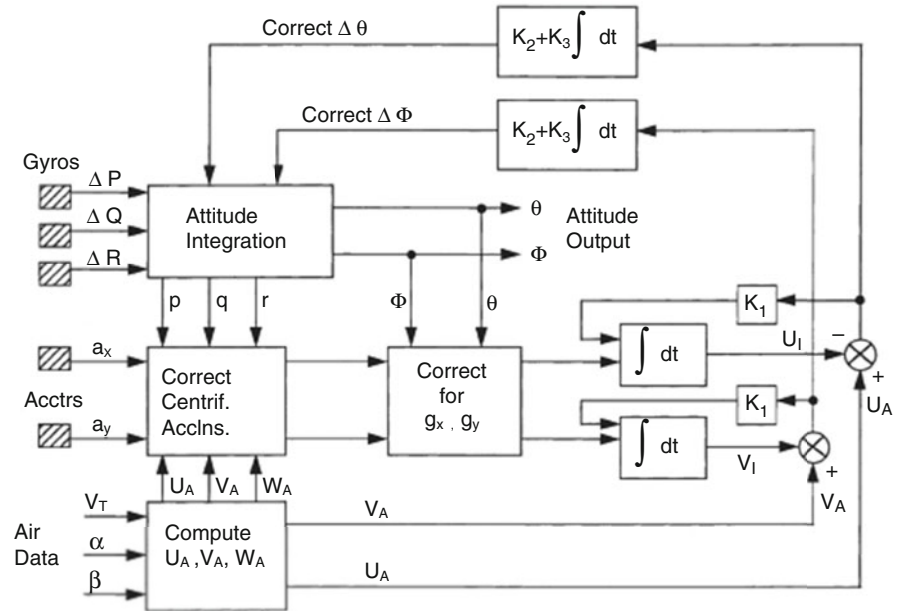 Correct Δ θ
K2+K3∫ dt
Correct Δ Φ
K2+K3∫ dt
Gyros
Δ P
Δ Q
Δ R
Attitude
Integration
θ
Φ
Attitude
Output
p
q
r
Φ
θ
K1
ax
Acctrs
ay
Correct
Centrif.
Acclns.
Correct
for
gx , gy
∫ dt
UI
−
+
UA
K1
∫ dt
VI
+
VA
UA
VA
WA
Air
Data
VT
α
β
Compute
UA ,VA, WA
VA
UA